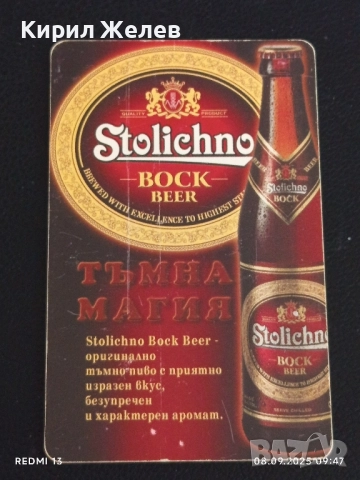 Кирил Желев
QUALITY PRODUCT
Stolichno
BOCK
BEER
BREWED WITH EXCELLENCE TO HIGHEST
ТЪМНА
МАГИЯ
Stolichno Bock Beer -
оригинално
тъмно пиво с приятно
изразен вкус,
безупречен
и характерен аромат.
BEER
Stolichno
BOCK
Stolichno
BOCK
BEER
BAZAR
REDMI 13
08.09.2025 09:47